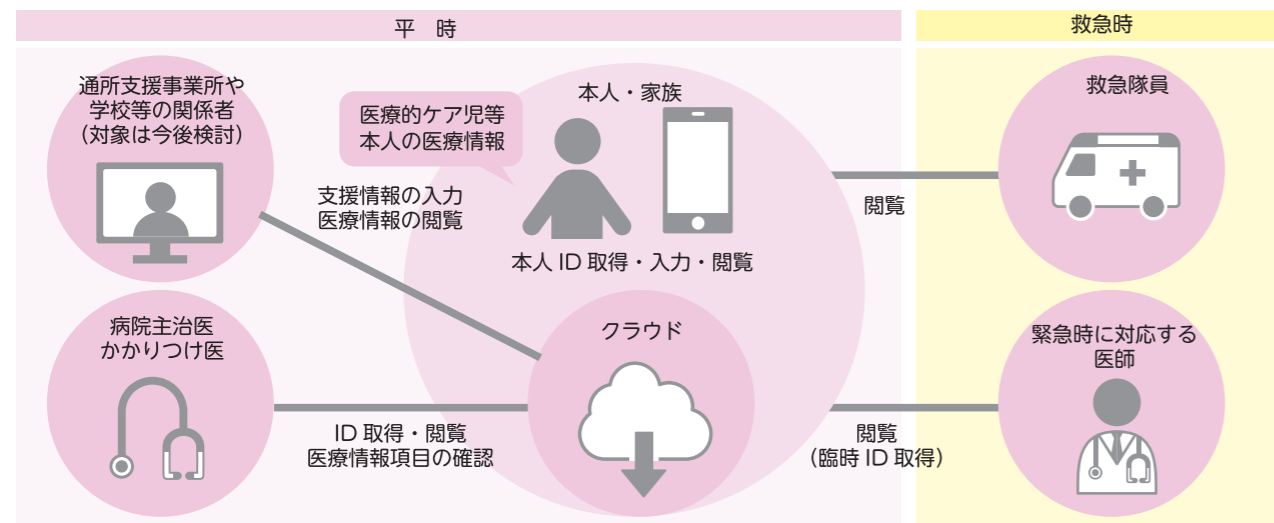 平　時
救急時
通所支援事業所や
学校等の関係者
（対象は今後検討）
医療的ケア児等
本人の医療情報
本人・家族
支援情報の入力
医療情報の閲覧
本人 ID 取得・入力・閲覧
閲覧
救急隊員
病院主治医
かかりつけ医
ID 取得・閲覧
医療情報項目の確認
クラウド
閲覧
（臨時 ID 取得）
緊急時に対応する
医師